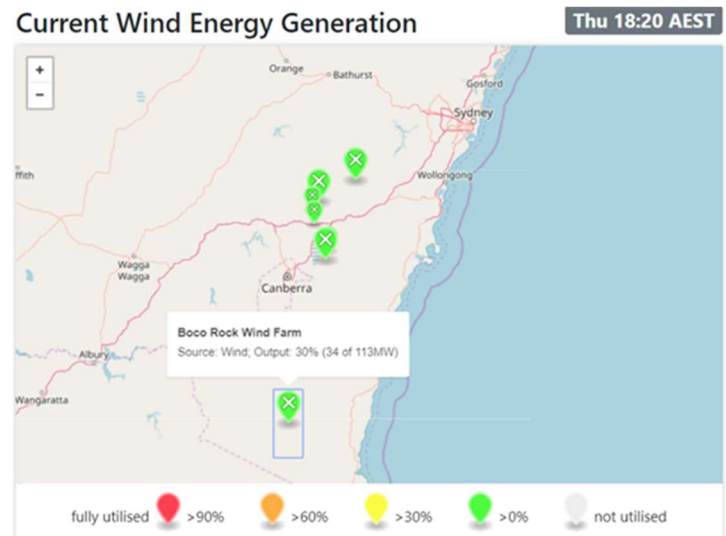 Current Wind Energy Generation
Thu 18:20 AEST
+
−
Orange
Bathurst
Gosford
Sydney
ffith
Wollongong
Wagga
Wagga
Canberra
Boco Rock Wind Farm
Source: Wind; Output: 30% (34 of 113MW)
Albury
Wangaratta
fully utilised >90% >60% >30% >0% not utilised